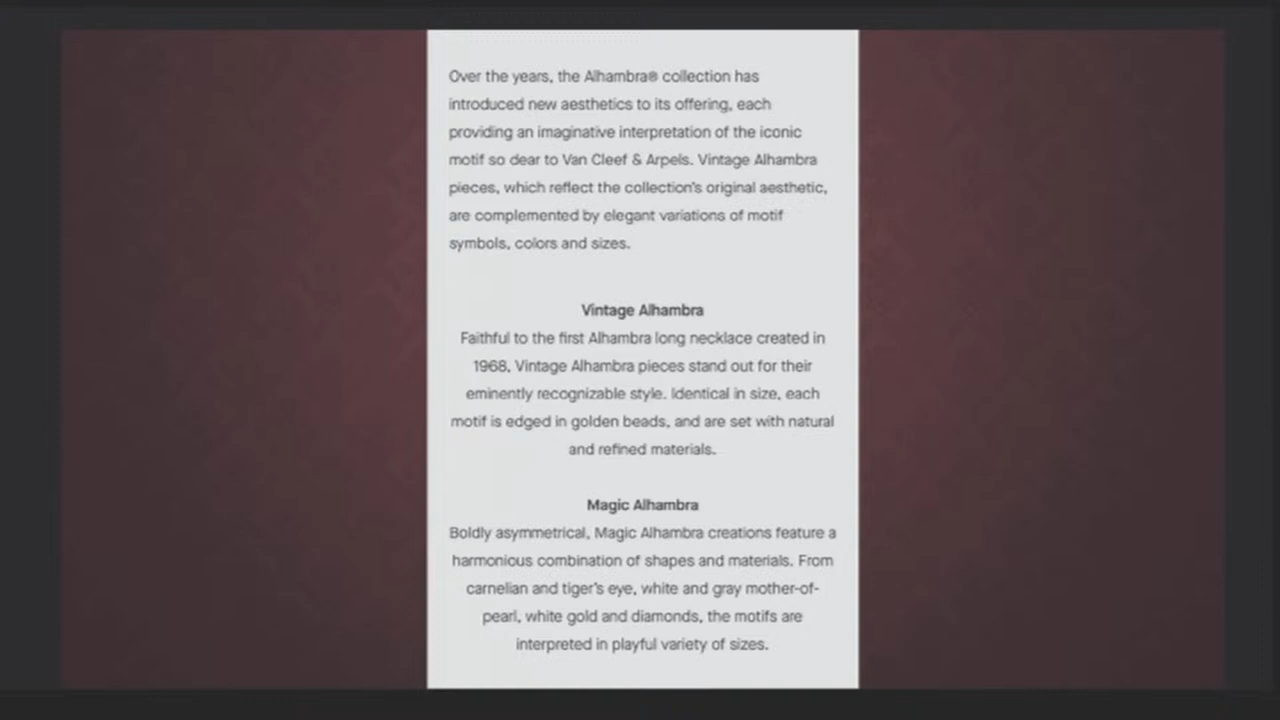 Over the years, the Alhambra® collection has
introduced new aesthetics to its offering, each
providing an imaginative interpretation of the iconic
motif so dear to Van Cleef & Arpels. Vintage Alhambra
pieces, which reflect the collection's original aesthetic,
are complemented by elegant variations of motif
symbols, colors and sizes.
Vintage Alhambra
Faithful to the first Alhambra long necklace created in
1968, Vintage Alhambra pieces stand out for their
eminently recognizable style. Identical in size, each
motif is edged in golden beads, and are set with natural
and refined materials.
Magic Alhambra
Boldly asymmetrical, Magic Alhambra creations feature a
harmonious combination of shapes and materials. From
carnelian and tiger's eye, white and gray mother-of-
pearl, white gold and diamonds, the motifs are
interpreted in playful variety of sizes.